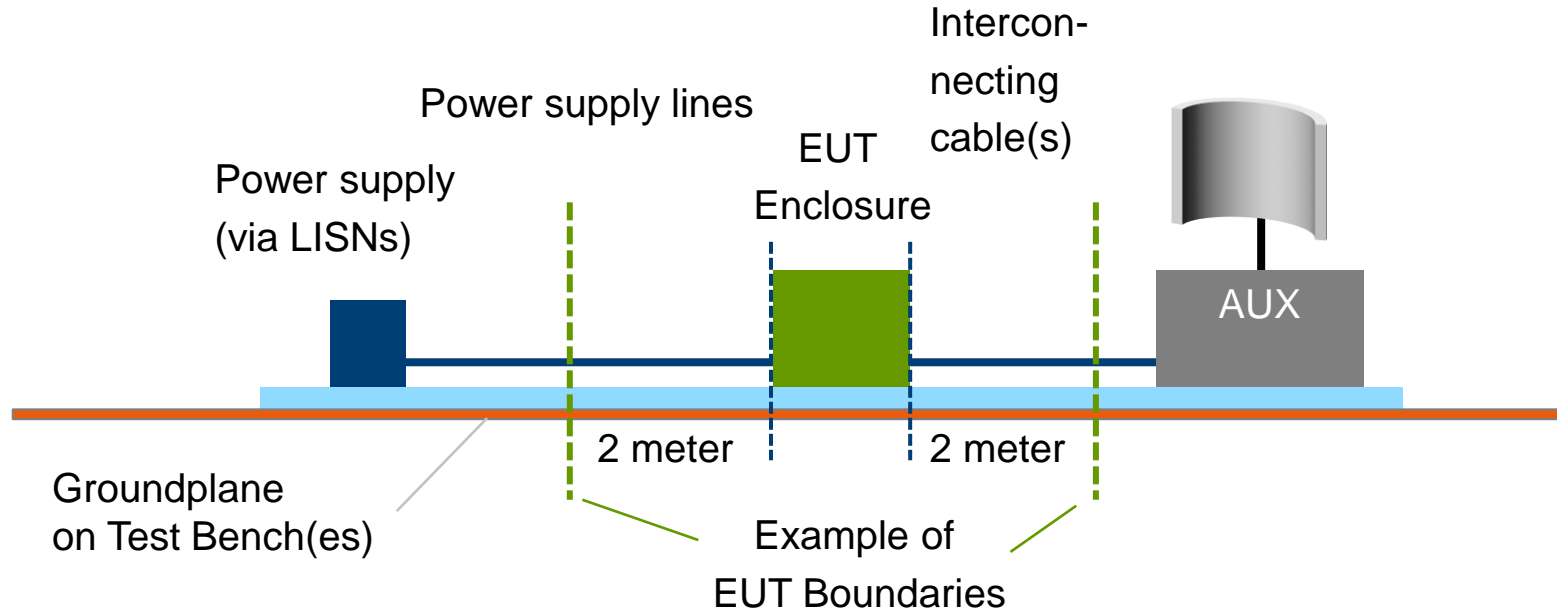 Intercon-
necting
cable(s)
Power supply lines
EUT
Enclosure
Power supply
(via LISNs)
AUX
2 meter
2 meter
Groundplane
on Test Bench(es)
Example of
EUT Boundaries